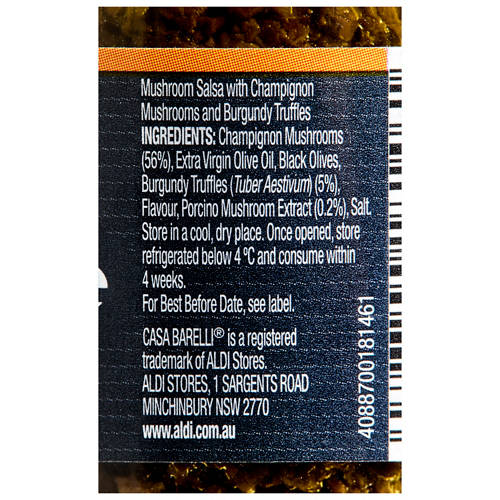 Mushroom Salsa with Champignon
Mushrooms and Burgundy Truffles
INGREDIENTS: Champignon Mushrooms
(56%), Extra Virgin Olive Oil, Black Olives,
Burgundy Truffles (Tuber Aestivum) (5%),
Flavour, Porcino Mushroom Extract (0.2%), Salt.
Store in a cool, dry place. Once opened, store
refrigerated below 4 ºC and consume within
4 weeks.
For Best Before Date, see label.
CASA BARELLI® is a registered
trademark of ALDI Stores.
ALDI STORES, 1 SARGENTS ROAD
MINCHINBURY NSW 2770
www.aldi.com.au
4088700181461
e